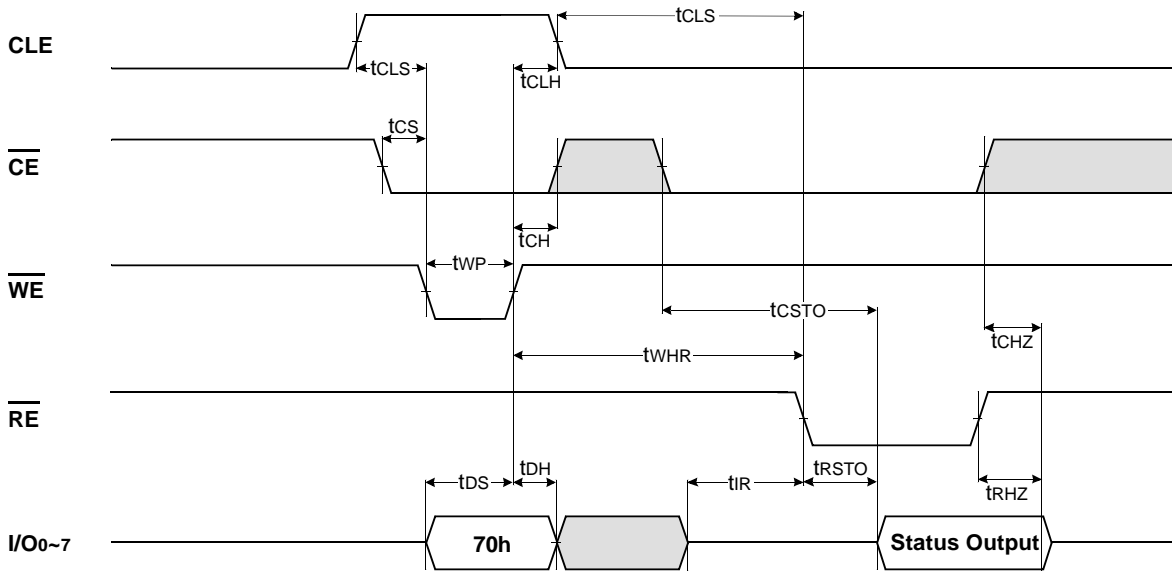 tCLS
CLE
tCLS
tCLH
tCS
CE
tCH
tWP
WE
tCSTO
tCHZ
tWHR
RE
tDH
tRSTO
tDS
tIR
tRHZ
I/O0~7
70h
Status Output